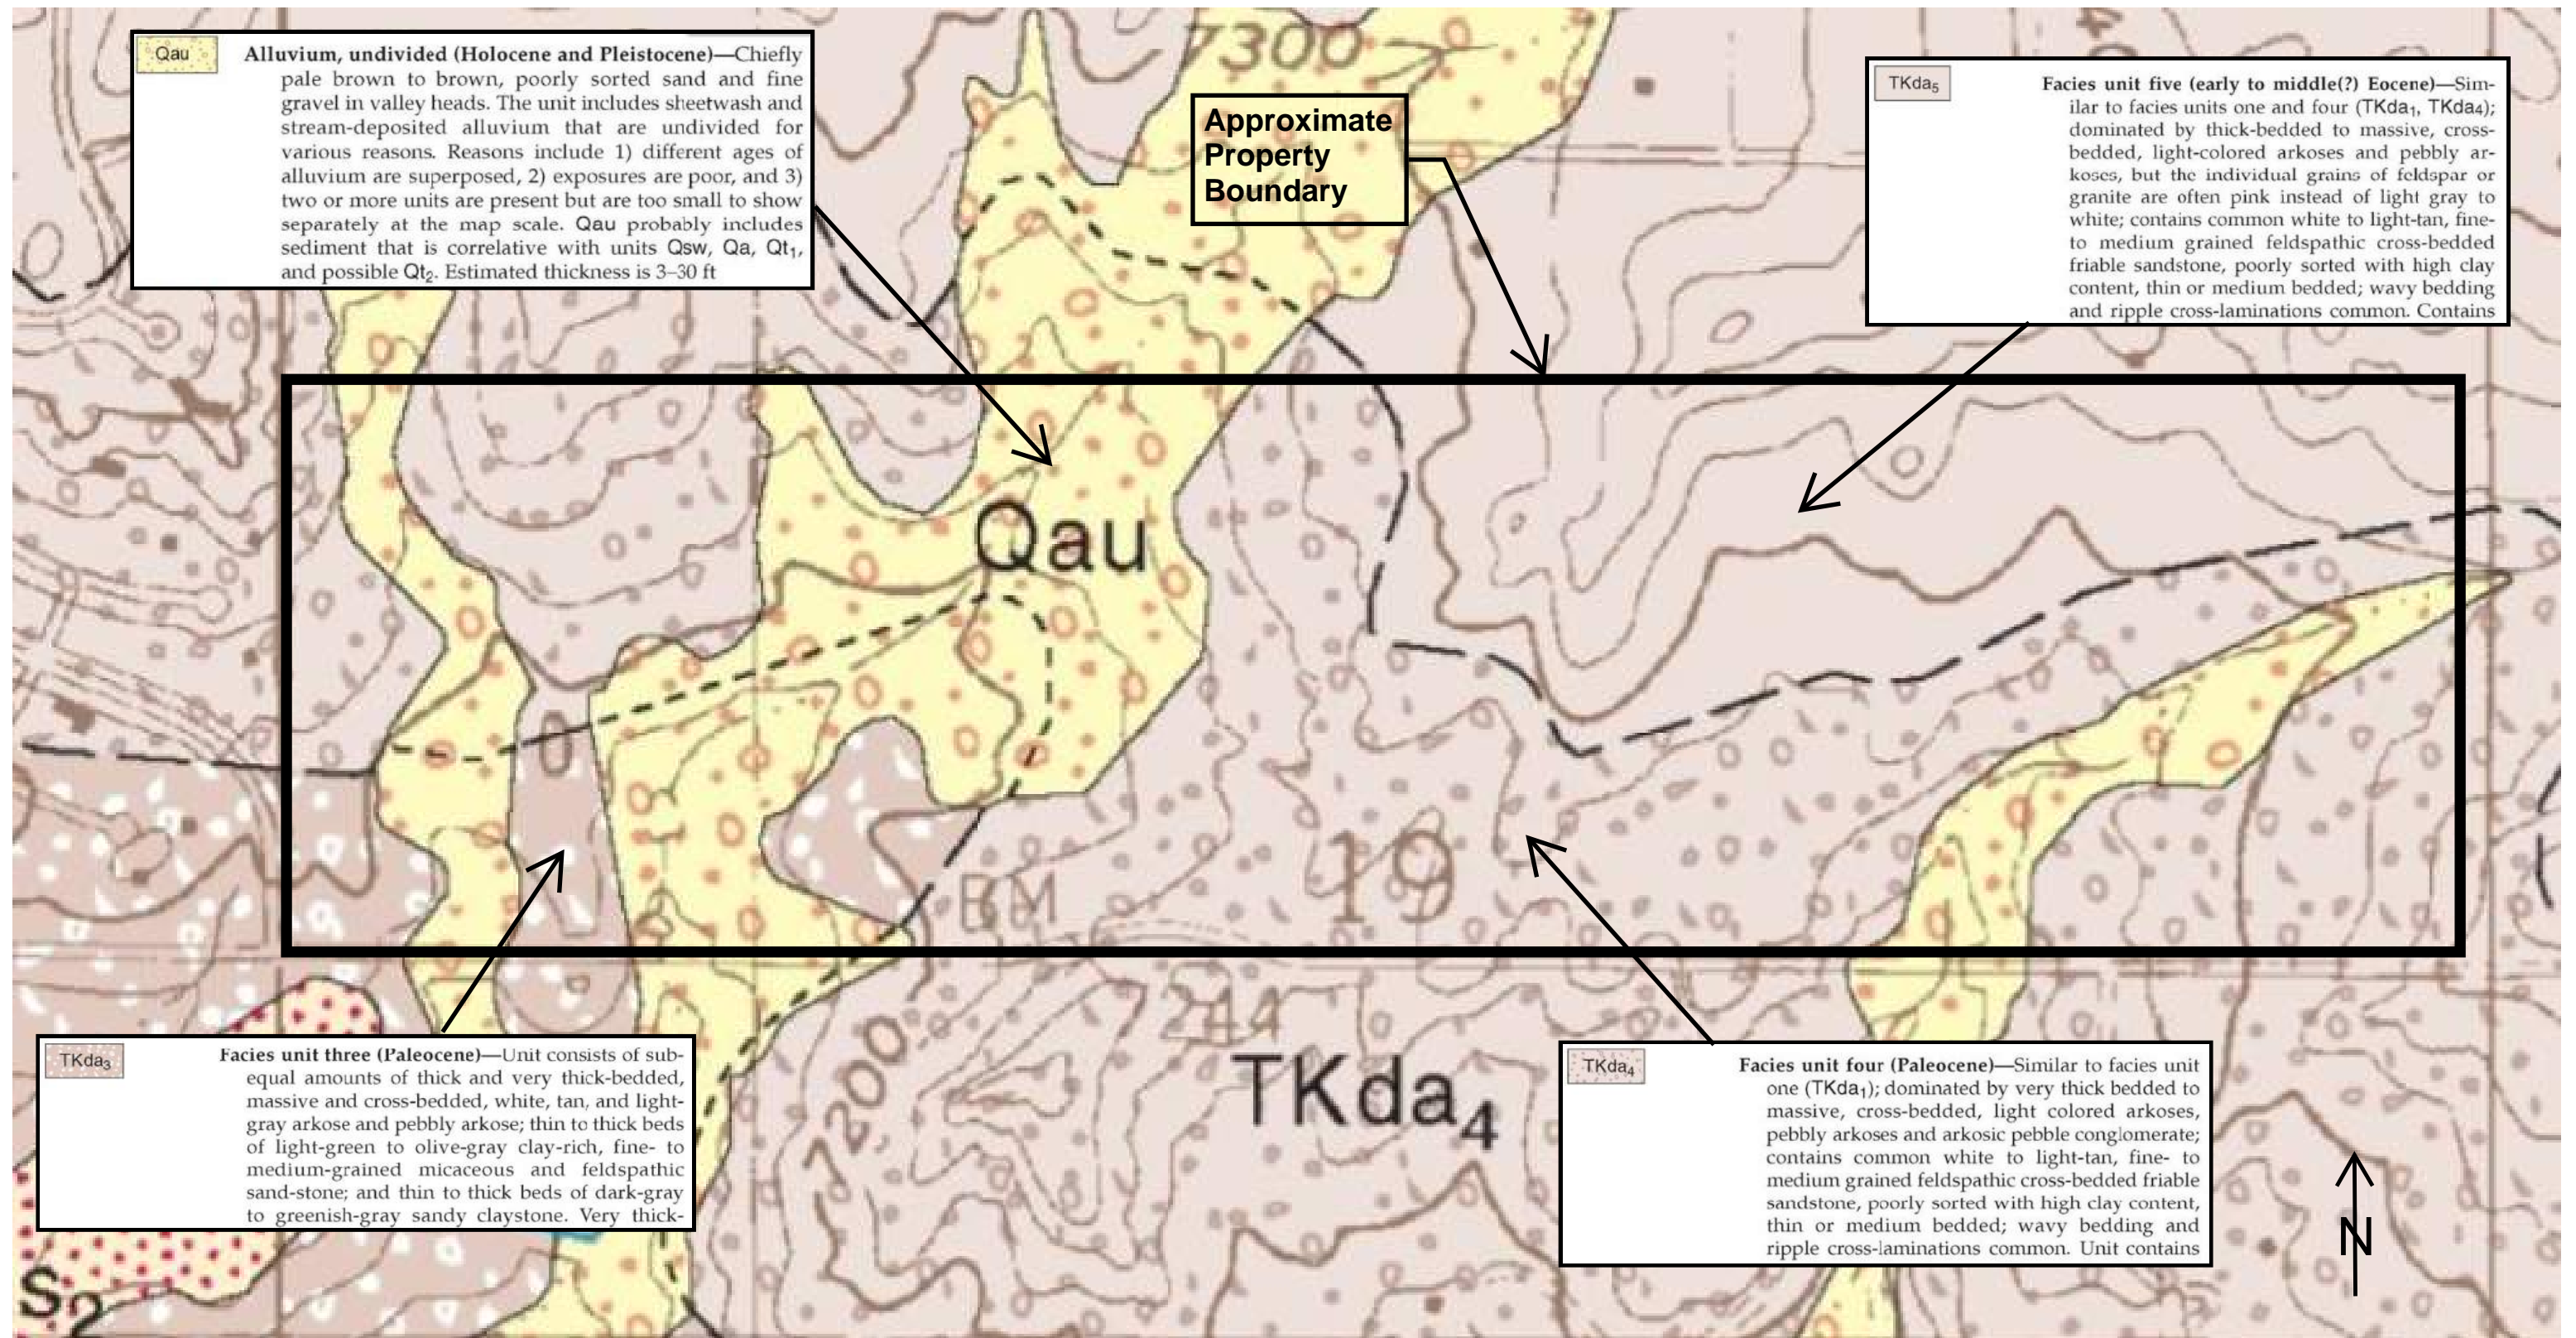 7300
Qau
Alluvium, undivided (Holocene and Pleistocene)—Chiefly
pale brown to brown, poorly sorted sand and fine
gravel in valley heads. The unit includes sheetwash and
stream-deposited alluvium that are undivided for
various reasons. Reasons include 1) different ages of
alluvium are superposed, 2) exposures are poor, and 3)
two or more units are present but are too small to show
separately at the map scale. Qau probably includes
sediment that is correlative with units Qsw, Qa, Qt₁,
and possible Qt₂. Estimated thickness is 3–30 ft
Approximate
Property
Boundary
TKda₅
Facies unit five (early to middle(?) Eocene)—Sim-
ilar to facies units one and four (TKda₁, TKda₄);
dominated by thick-bedded to massive, cross-
bedded, light-colored arkoses and pebbly ar-
koses, but the individual grains of feldspar or
granite are often pink instead of light gray to
white; contains common white to light-tan, fine-
to medium grained feldspathic cross-bedded
friable sandstone, poorly sorted with high clay
content, thin or medium bedded; wavy bedding
and ripple cross-laminations common. Contains
Qau
19
BM
7200
TKda₄
TKda₃
Facies unit three (Paleocene)—Unit consists of sub-
equal amounts of thick and very thick-bedded,
massive and cross-bedded, white, tan, and light-
gray arkose and pebbly arkose; thin to thick beds
of light-green to olive-gray clay-rich, fine- to
medium-grained micaceous and feldspathic
sand-stone; and thin to thick beds of dark-gray
to greenish-gray sandy claystone. Very thick-
TKda₄
Facies unit four (Paleocene)—Similar to facies unit
one (TKda₁); dominated by very thick bedded to
massive, cross-bedded, light colored arkoses,
pebbly arkoses and arkosic pebble conglomerate;
contains common white to light-tan, fine- to
medium grained feldspathic cross-bedded friable
sandstone, poorly sorted with high clay content,
thin or medium bedded; wavy bedding and
ripple cross-laminations common. Unit contains
N